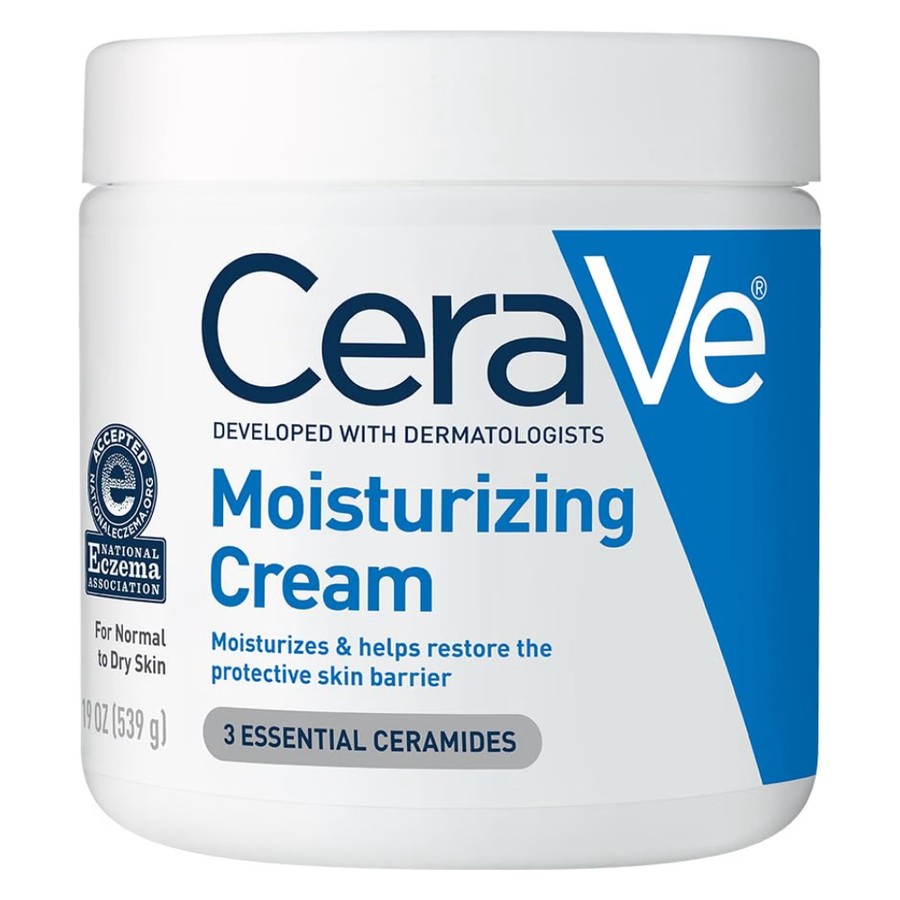 CeraVe®
DEVELOPED WITH DERMATOLOGISTS
Moisturizing
Cream
Moisturizes & helps restore the
protective skin barrier
3 ESSENTIAL CERAMIDES
ACCEPTED
e
NATIONALECZEMA.ORG
NATIONAL
Eczema
ASSOCIATION
For Normal
to Dry Skin
19 OZ (539 g)